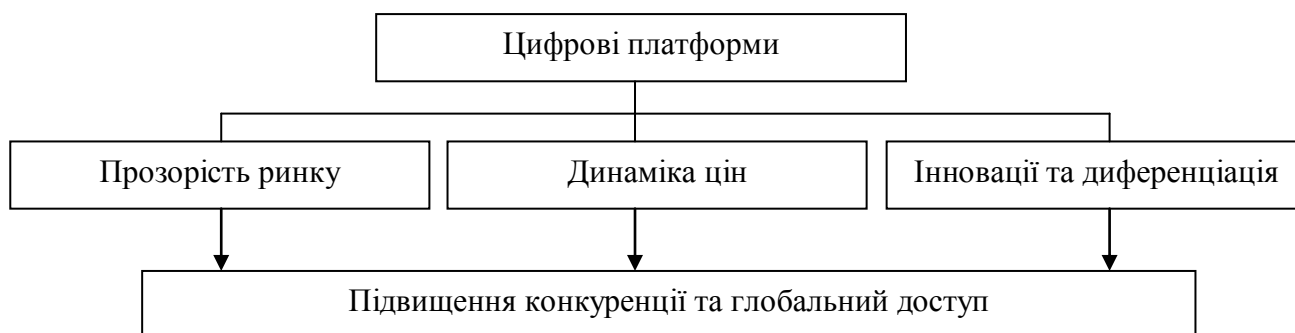 Цифрові платформи
Прозорість ринку
Динаміка цін
Інновації та диференціація
Підвищення конкуренції та глобальний доступ